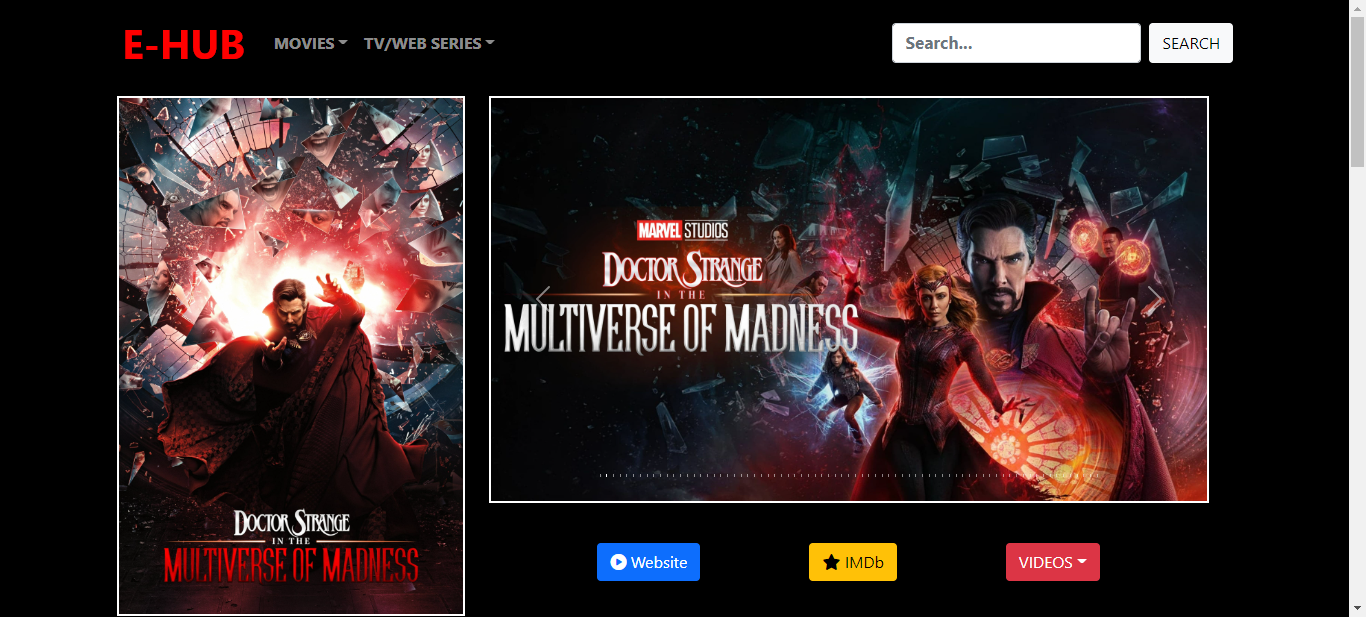 E-HUB MOVIES TV/WEB SERIES Search... SEARCH
DOCTOR STRANGE
IN THE
MULTIVERSE OF MADNESS
MARVEL STUDIOS
DOCTOR STRANGE
IN THE
MULTIVERSE OF MADNESS
Website IMDb VIDEOS